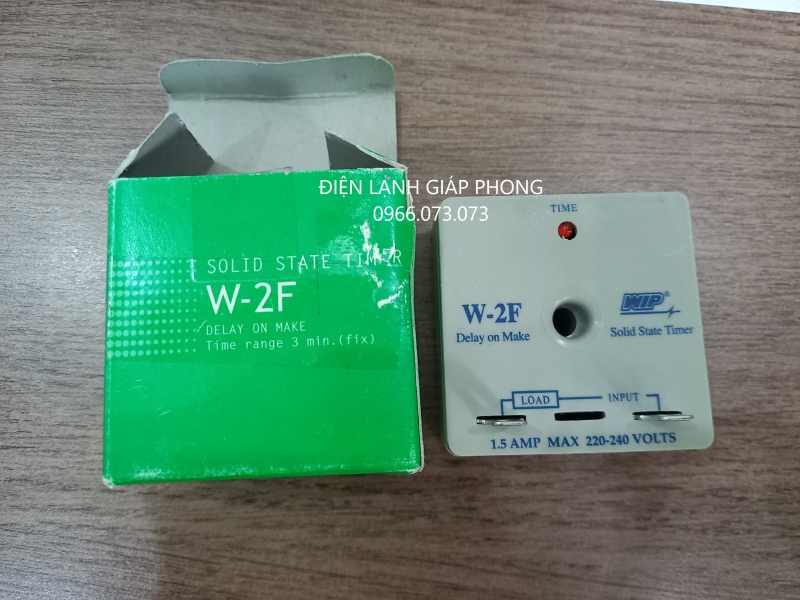 ĐIỆN LẠNH GIÁP PHONG
0966.073.073
SOLID STATE TIMER
W-2F
DELAY ON MAKE
Time range 3 min.(fix)
TIME
W-2F
Delay on Make
WIP®
Solid State Timer
LOAD
INPUT
1.5 AMP MAX 220-240 VOLTS